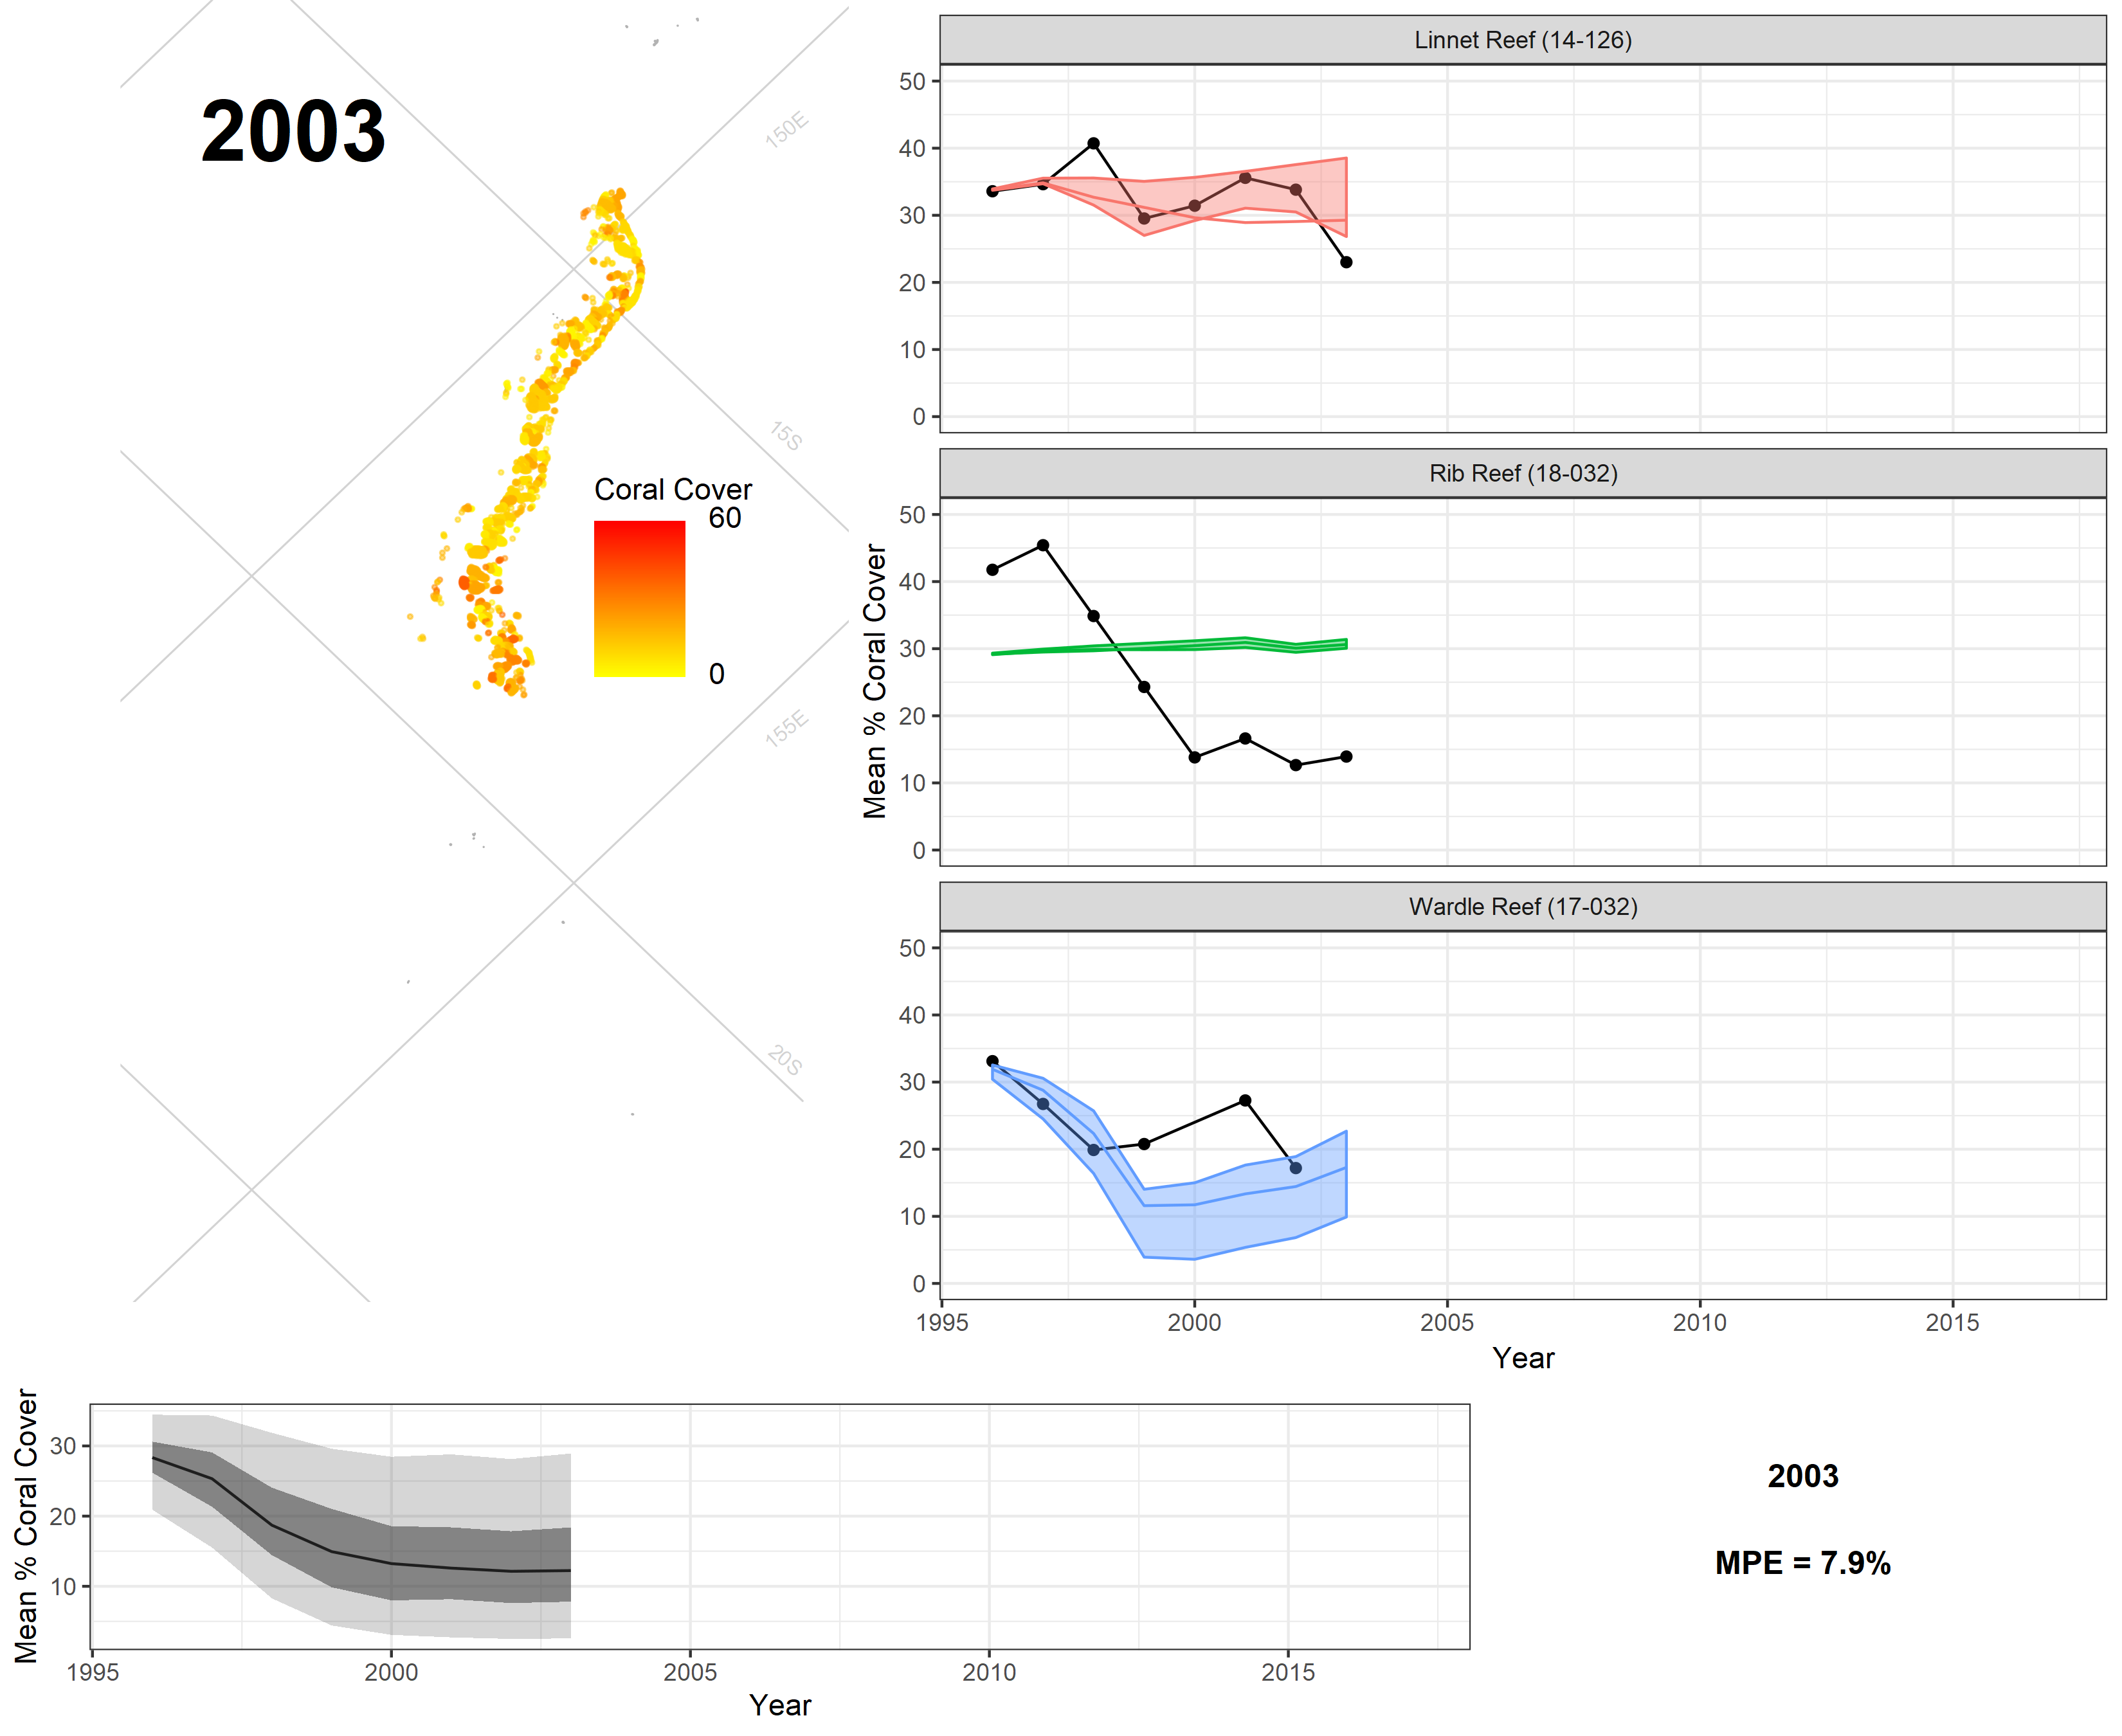 2003
150E
15S
155E
20S
Coral Cover
60
0
Linnet Reef (14-126)
50
40
30
20
10
0
Rib Reef (18-032)
50
40
30
20
10
0
Mean % Coral Cover
Wardle Reef (17-032)
50
40
30
20
10
0
1995 2000 2005 2010 2015
Year
Mean % Coral Cover
30
20
10
1995 2000 2005 2010 2015
Year
2003
MPE = 7.9%